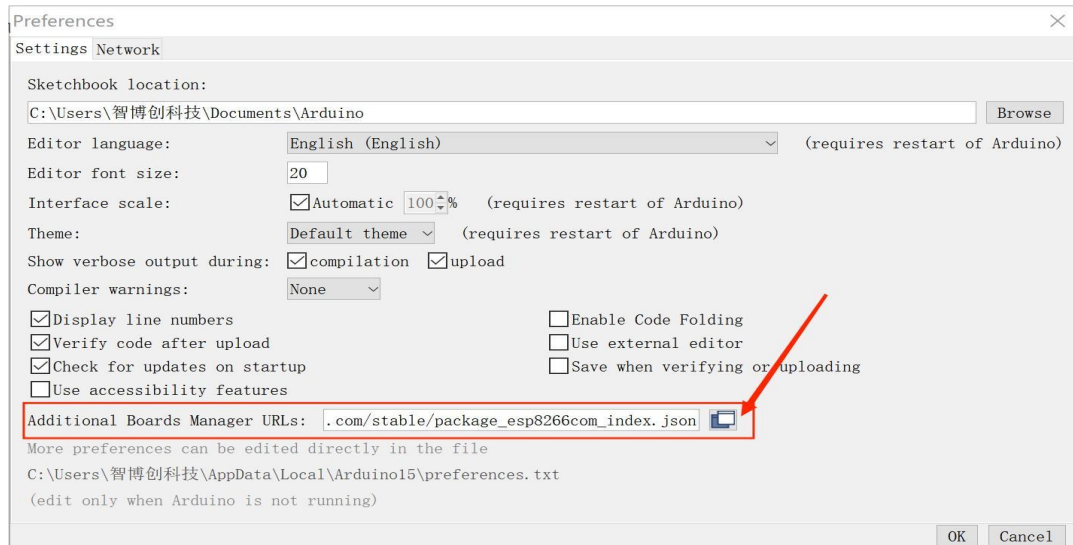 Preferences
Settings Network
Sketchbook location:
C:\Users\智博创科技\Documents\Arduino Browse
Editor language: English (English) (requires restart of Arduino)
Editor font size: 20
Interface scale: Automatic 100% (requires restart of Arduino)
Theme: Default theme (requires restart of Arduino)
Show verbose output during: compilation upload
Compiler warnings: None
Display line numbers Enable Code Folding
Verify code after upload Use external editor
Check for updates on startup Save when verifying or uploading
Use accessibility features
Additional Boards Manager URLs: .com/stable/package_esp8266com_index.json
More preferences can be edited directly in the file
C:\Users\智博创科技\AppData\Local\Arduino15\preferences.txt
(edit only when Arduino is not running)
OK Cancel